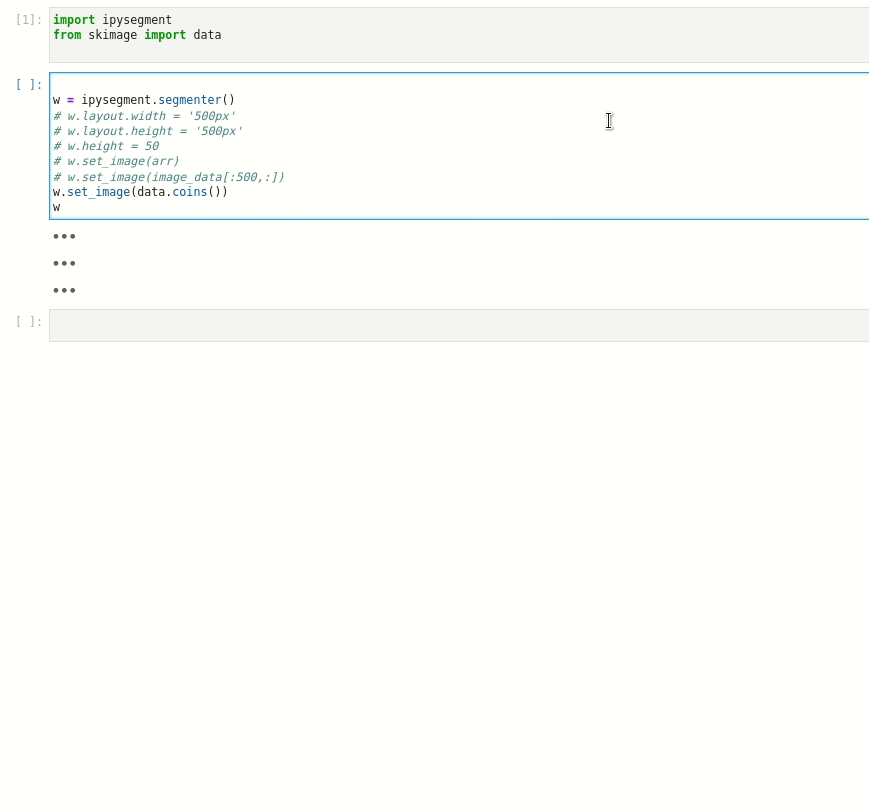 [1]: import ipysegment
from skimage import data
[ ]:
w = ipysegment.segmenter()
# w.layout.width = '500px'
# w.layout.height = '500px'
# w.height = 50
# w.set_image(arr)
# w.set_image(image_data[:500,:])
w.set_image(data.coins())
w
•••
•••
•••
[ ]: